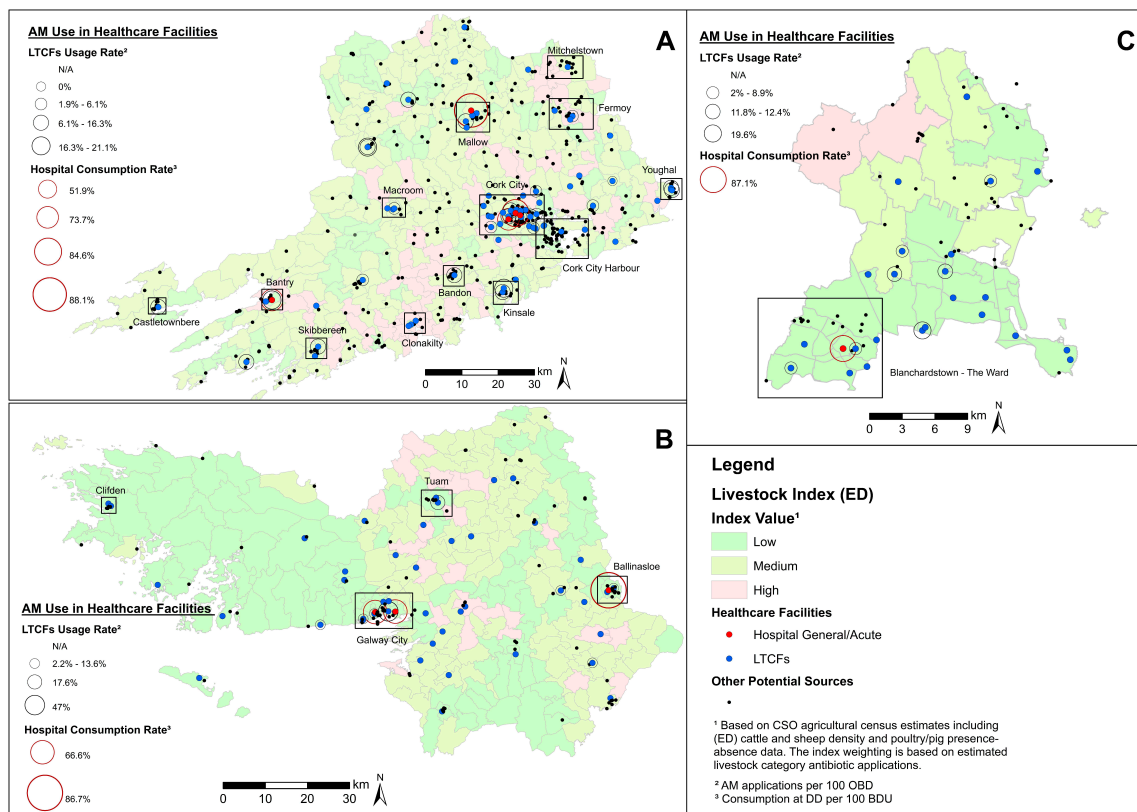 A
AM Use in Healthcare Facilities
LTCFs Usage Rate²
N/A
0%
1.9% - 6.1%
6.1% - 16.3%
16.3% - 21.1%
Hospital Consumption Rate³
51.9%
73.7%
84.6%
88.1%
Mitchelstown
Fermoy
Mallow
Youghal
Macroom
Cork City
Cork City Harbour
Bantry
Bandon
Kinsale
Castletownbere
Skibbereen
Clonakilty
km
0 10 20 30
N
B
Clifden
Tuam
Ballinasloe
Galway City
AM Use in Healthcare Facilities
LTCFs Usage Rate²
N/A
2.2% - 13.6%
17.6%
47%
Hospital Consumption Rate³
66.6%
86.7%
km
0 10 20 30
N
C
AM Use in Healthcare Facilities
LTCFs Usage Rate²
N/A
2% - 8.9%
11.8% - 12.4%
19.6%
Hospital Consumption Rate³
87.1%
Blanchardstown - The Ward
km
0 3 6 9
N
Legend
Livestock Index (ED)
Index Value¹
Low
Medium
High
Healthcare Facilities
Hospital General/Acute
LTCFs
Other Potential Sources
¹ Based on CSO agricultural census estimates including
(ED) cattle and sheep density and poultry/pig presence-
absence data. The index weighting is based on estimated
livestock category antibiotic applications.
² AM applications per 100 OBD
³ Consumption at DD per 100 BDU